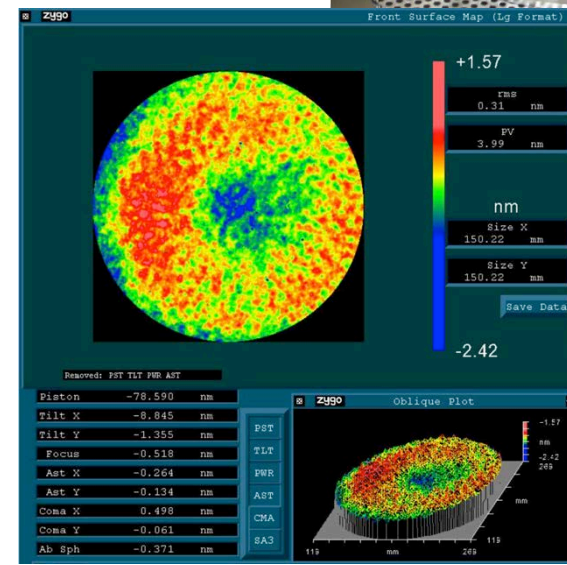 zygo Front Surface Map (Lg Format)
+1.57
rms
0.31 nm
PV
3.99 nm
nm
Size X
150.22 mm
Size Y
150.22 mm
Save Data
-2.42
Removed: PST TLT PWR AST
Piston -78.590 nm
Tilt X -8.845 nm
Tilt Y -1.355 nm
Focus -0.518 nm
Ast X -0.264 nm
Ast Y -0.134 nm
Coma X 0.498 nm
Coma Y -0.061 nm
Ab Sph -0.371 nm
PST
TLT
PWR
AST
CMA
SA3
zygo Oblique Plot
-1.57
nm
-2.42
269
mm
119
119 mm 269